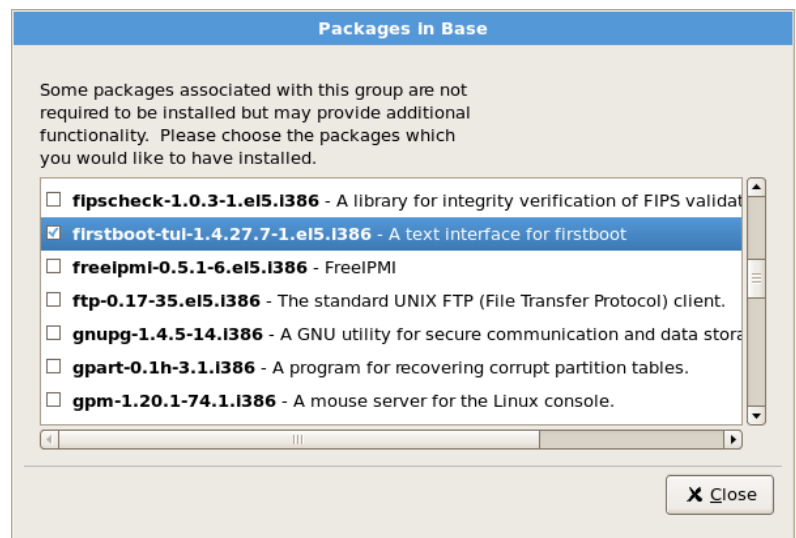 Packages in Base
Some packages associated with this group are not
required to be installed but may provide additional
functionality. Please choose the packages which
you would like to have installed.
fipscheck-1.0.3-1.el5.i386 - A library for integrity verification of FIPS validat
firstboot-tui-1.4.27.7-1.el5.i386 - A text interface for firstboot
freeipmi-0.5.1-6.el5.i386 - FreeIPMI
ftp-0.17-35.el5.i386 - The standard UNIX FTP (File Transfer Protocol) client.
gnupg-1.4.5-14.i386 - A GNU utility for secure communication and data stora
gpart-0.1h-3.1.i386 - A program for recovering corrupt partition tables.
gpm-1.20.1-74.1.i386 - A mouse server for the Linux console.
Close